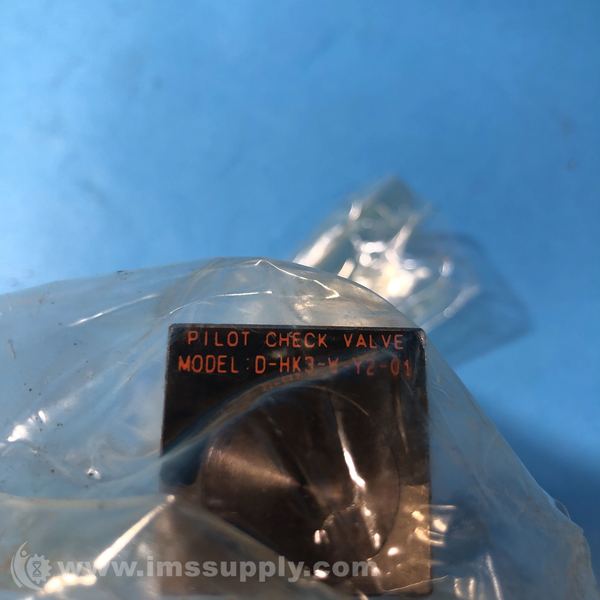 PILOT CHECK VALVE
MODEL:D-HK3-W-Y2-01
www.imssupply.com